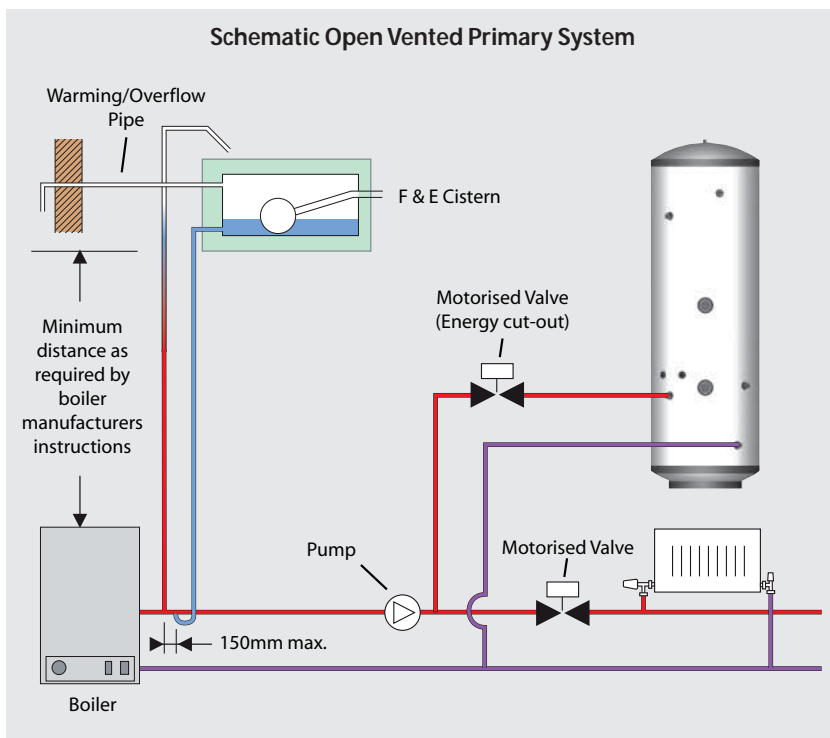 Schematic Open Vented Primary System
Warming/Overflow
Pipe
F & E Cistern
Motorised Valve
(Energy cut-out)
Minimum
distance as
required by
boiler
manufacturers
instructions
Pump
Motorised Valve
150mm max.
Boiler